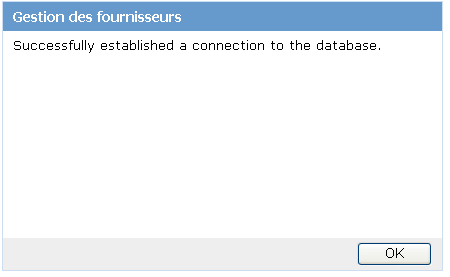 Gestion des fournisseurs
Successfully established a connection to the database.
OK